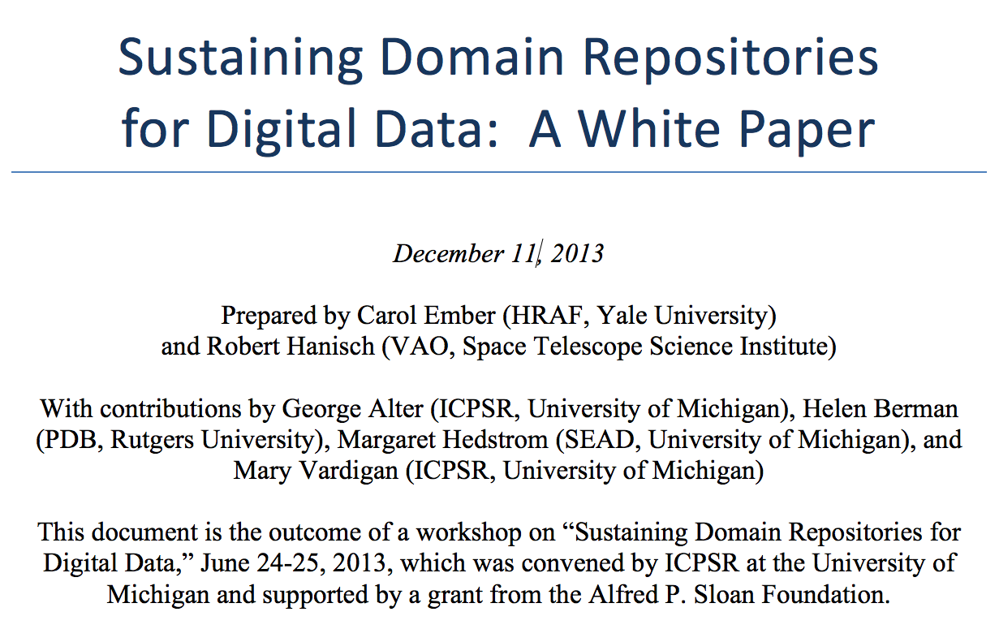 Sustaining Domain Repositories
for Digital Data:  A White Paper
December 11, 2013
Prepared by Carol Ember (HRAF, Yale University)
and Robert Hanisch (VAO, Space Telescope Science Institute)
With contributions by George Alter (ICPSR, University of Michigan), Helen Berman
(PDB, Rutgers University), Margaret Hedstrom (SEAD, University of Michigan), and
Mary Vardigan (ICPSR, University of Michigan)
This document is the outcome of a workshop on “Sustaining Domain Repositories for
Digital Data,” June 24-25, 2013, which was convened by ICPSR at the University of
Michigan and supported by a grant from the Alfred P. Sloan Foundation.